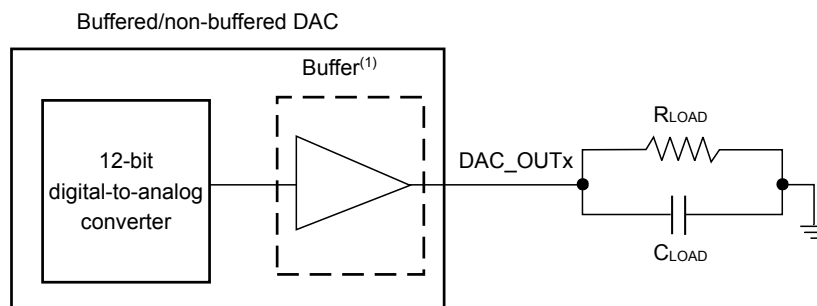 Buffered/non-buffered DAC
Buffer(1)
12-bit
digital-to-analog
converter
DAC_OUTx
RLOAD
CLOAD